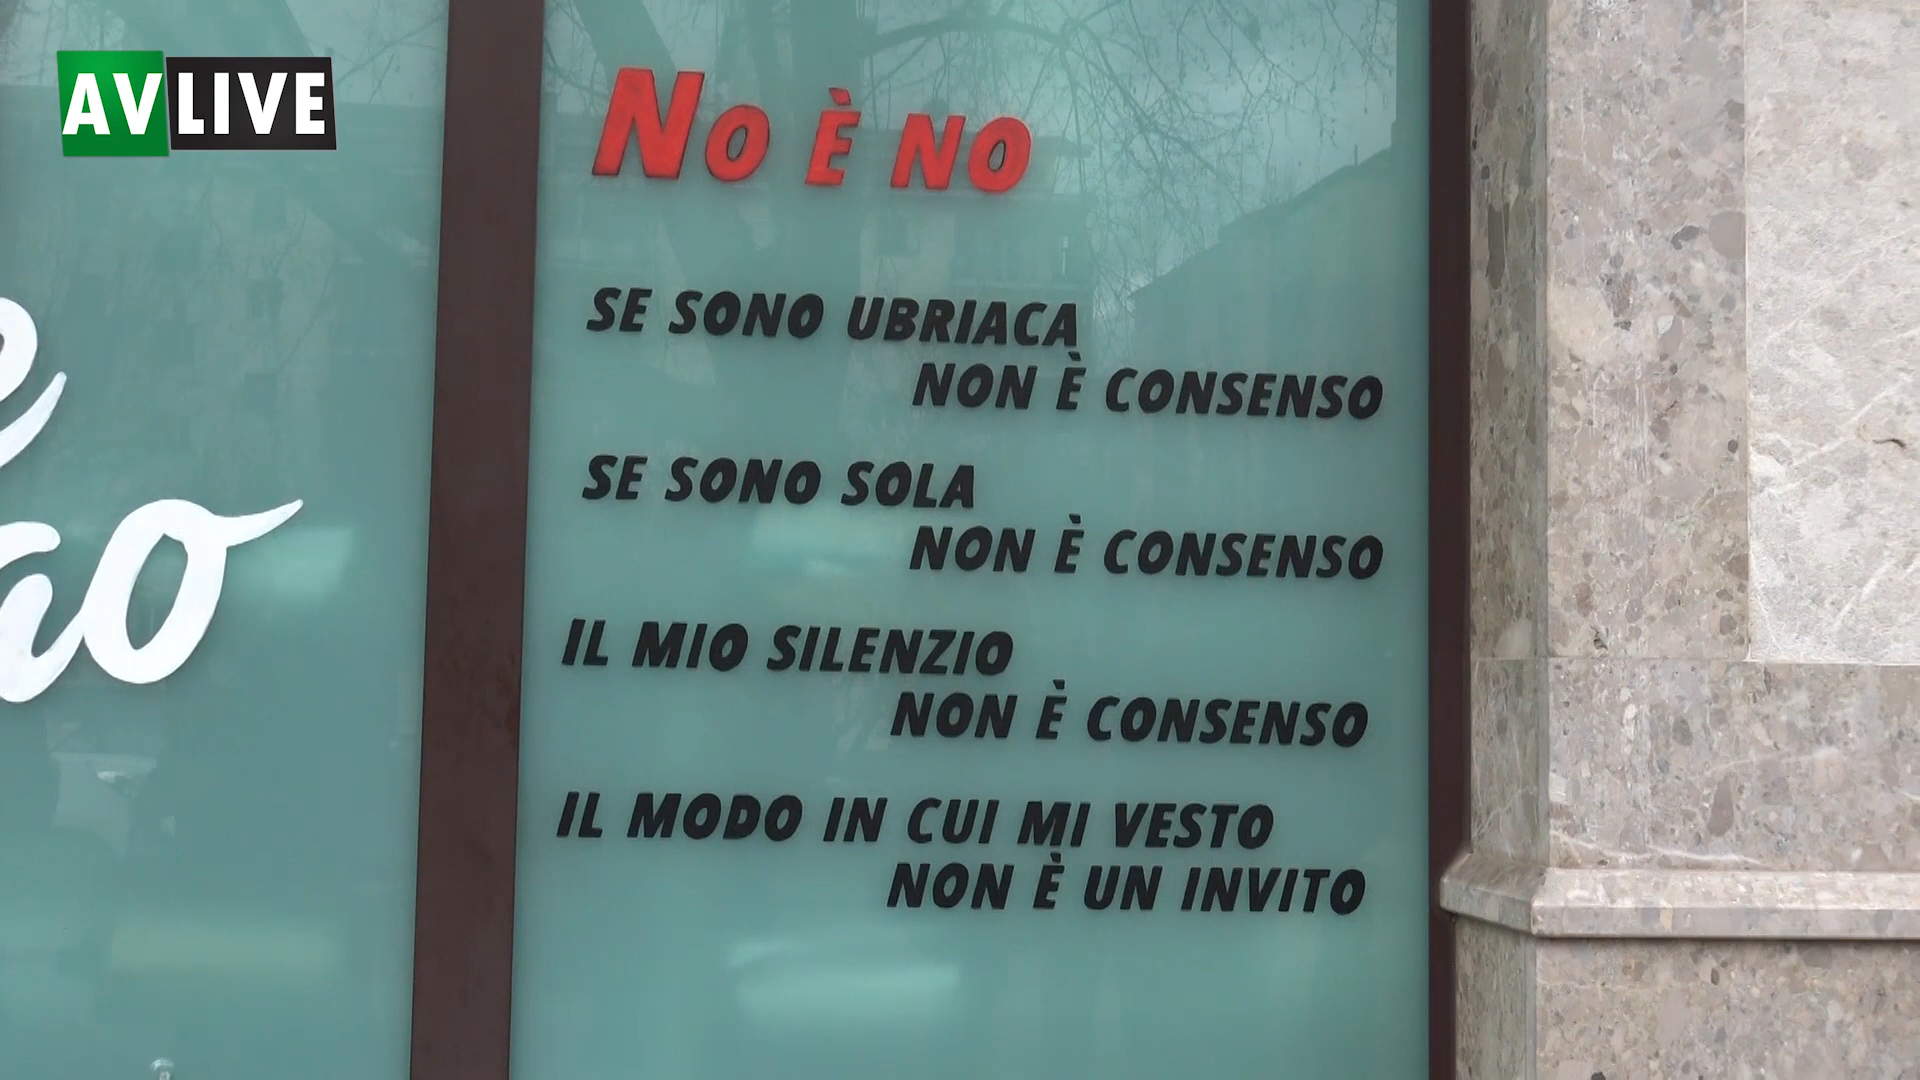 AVLIVE
NO È NO
SE SONO UBRIACA
NON È CONSENSO
SE SONO SOLA
NON È CONSENSO
IL MIO SILENZIO
NON È CONSENSO
IL MODO IN CUI MI VESTO
NON È UN INVITO